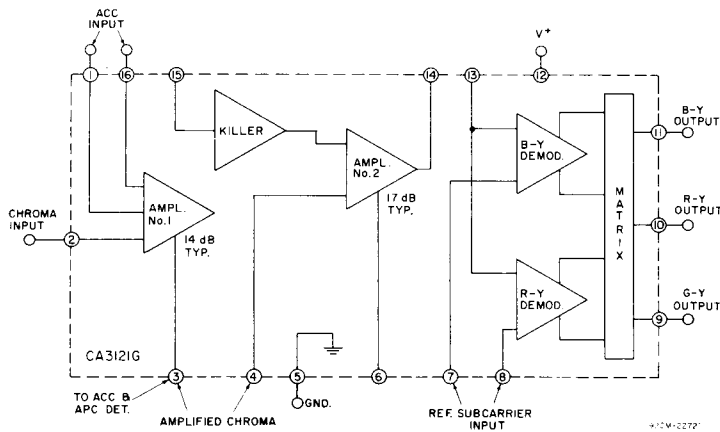 ACC
INPUT
V+
1
16
15
14
13
12
KILLER
B-Y
DEMOD.
AMPL.
No.2
17 dB
TYP.
AMPL.
No.1
14 dB
TYP.
CHROMA
INPUT
2
MATRIX
B-Y
OUTPUT
11
R-Y
OUTPUT
10
R-Y
DEMOD.
G-Y
OUTPUT
9
CA3121G
3
4
5
6
7
8
TO ACC &
APC DET.
AMPLIFIED CHROMA
GND.
REF. SUBCARRIER
INPUT